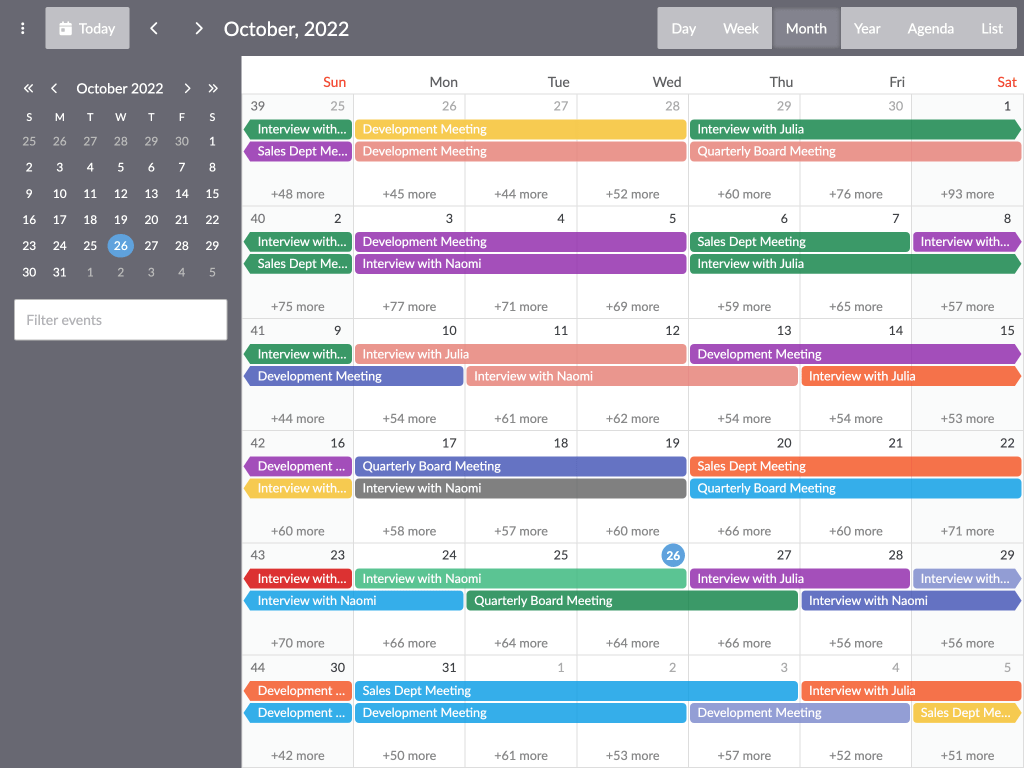 Today
October, 2022
Day Week Month Year Agenda List
October 2022
S M T W T F S
25 26 27 28 29 30 1
2 3 4 5 6 7 8
9 10 11 12 13 14 15
16 17 18 19 20 21 22
23 24 25 26 27 28 29
30 31 1 2 3 4 5
Filter events
Sun Mon Tue Wed Thu Fri Sat
39 25 26 27 28 29 30 1
Interview with... Development Meeting Interview with Julia
Sales Dept Me... Development Meeting Quarterly Board Meeting
+48 more +45 more +44 more +52 more +60 more +76 more +93 more
40 2 3 4 5 6 7 8
Interview with... Development Meeting Sales Dept Meeting Interview with...
Sales Dept Me... Interview with Naomi Interview with Julia
+75 more +77 more +71 more +69 more +59 more +65 more +57 more
41 9 10 11 12 13 14 15
Interview with... Interview with Julia Development Meeting
Development Meeting Interview with Naomi Interview with Julia
+44 more +54 more +61 more +62 more +54 more +54 more +53 more
42 16 17 18 19 20 21 22
Development ... Quarterly Board Meeting Sales Dept Meeting
Interview with... Interview with Naomi Quarterly Board Meeting
+60 more +58 more +57 more +60 more +66 more +60 more +71 more
43 23 24 25 26 27 28 29
Interview with... Interview with Naomi Interview with Julia Interview with...
Interview with Naomi Quarterly Board Meeting Interview with Naomi
+70 more +66 more +64 more +64 more +56 more +56 more +56 more
44 30 31 1 2 3 4 5
Development ... Sales Dept Meeting Interview with Julia
Development ... Development Meeting Development Meeting Sales Dept Me...
+42 more +50 more +61 more +53 more +57 more +52 more +51 more